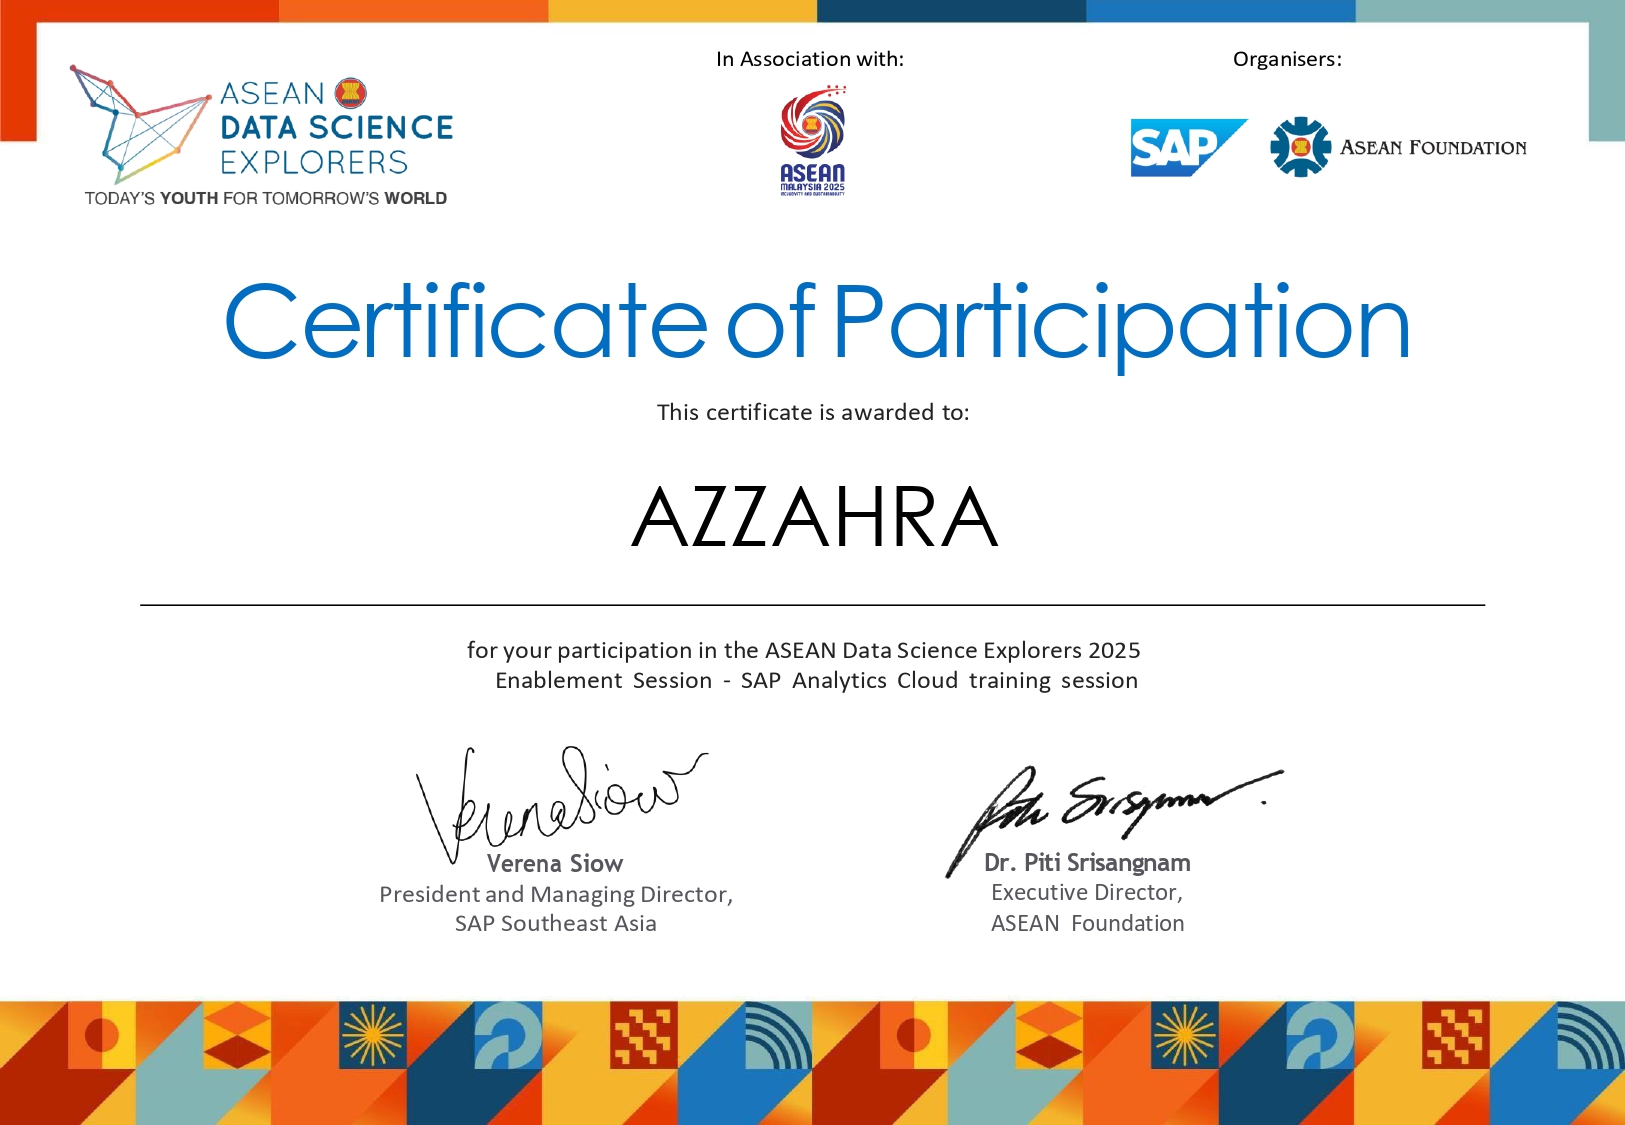 ASEAN
DATA SCIENCE
EXPLORERS
TODAY'S YOUTH FOR TOMORROW'S WORLD
In Association with:
ASEAN
MALAYSIA 2025
INCLUSIVITY AND SUSTAINABILITY
Organisers:
SAP
ASEAN FOUNDATION
Certificate of Participation
This certificate is awarded to:
AZZAHRA
for your participation in the ASEAN Data Science Explorers 2025
Enablement Session - SAP Analytics Cloud training session
Verena Siow
Verena Siow
President and Managing Director,
SAP Southeast Asia
Dr. Piti Srisangnam
Executive Director,
ASEAN Foundation